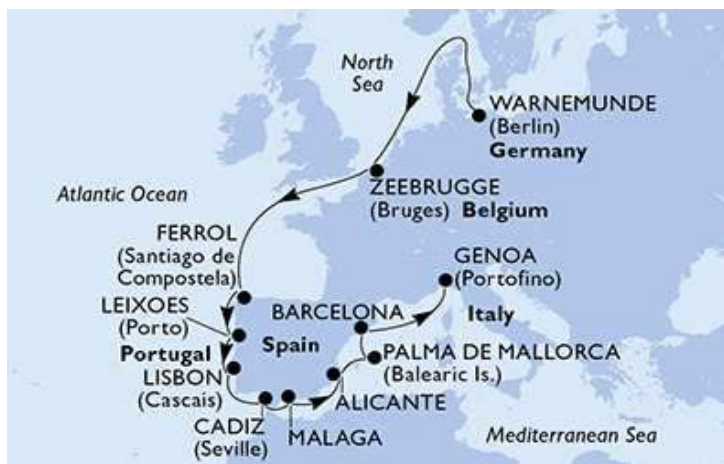 North
Sea
WARNEMUNDE
(Berlin)
Germany
ZEEBRUGGE
(Bruges) Belgium
Atlantic Ocean
FERROL
(Santiago de
Compostela)
GENOA
(Portofino)
Italy
LEIXOES
(Porto)
BARCELONA
Portugal
Spain
PALMA DE MALLORCA
(Balearic Is.)
LISBON
(Cascais)
ALICANTE
CADIZ
(Seville)
MALAGA
Mediterranean Sea